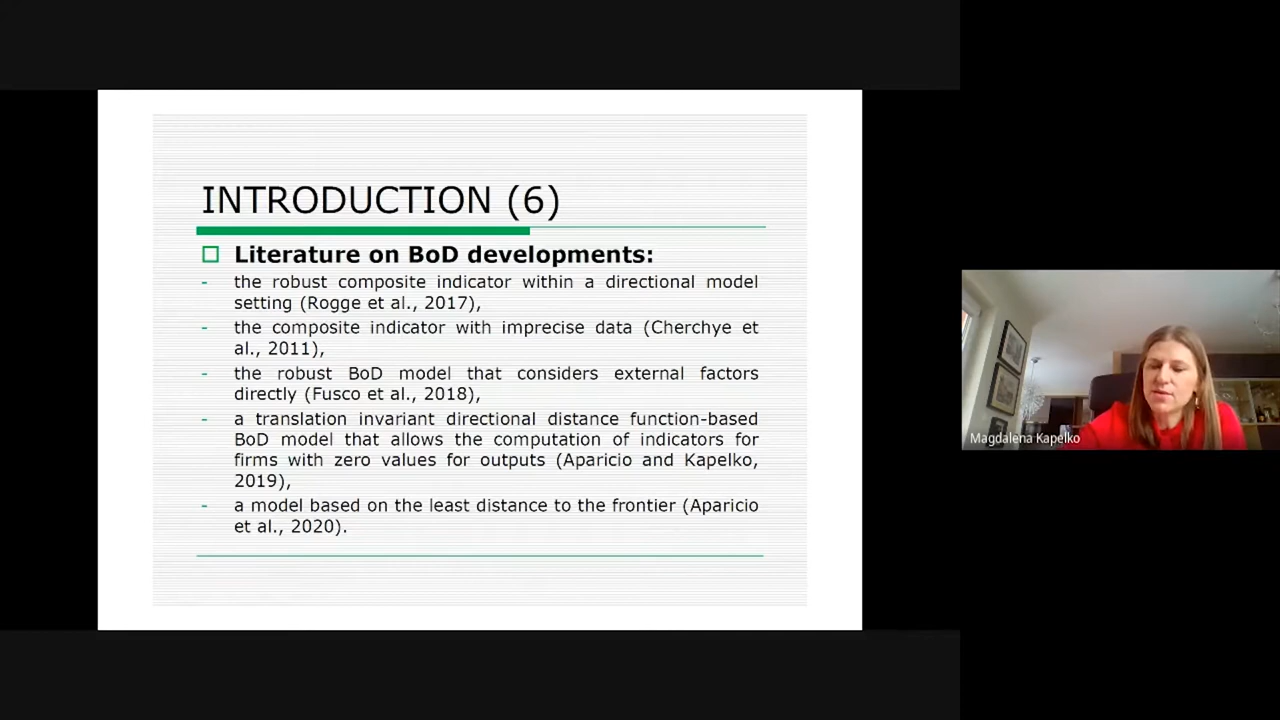 INTRODUCTION (6)
Literature on BoD developments:
- the robust composite indicator within a directional model
setting (Rogge et al., 2017),
- the composite indicator with imprecise data (Cherchye et
al., 2011),
- the robust BoD model that considers external factors
directly (Fusco et al., 2018),
- a translation invariant directional distance function-based
BoD model that allows the computation of indicators for
firms with zero values for outputs (Aparicio and Kapelko,
2019),
- a model based on the least distance to the frontier (Aparicio
et al., 2020).
Magdalena Kapelko